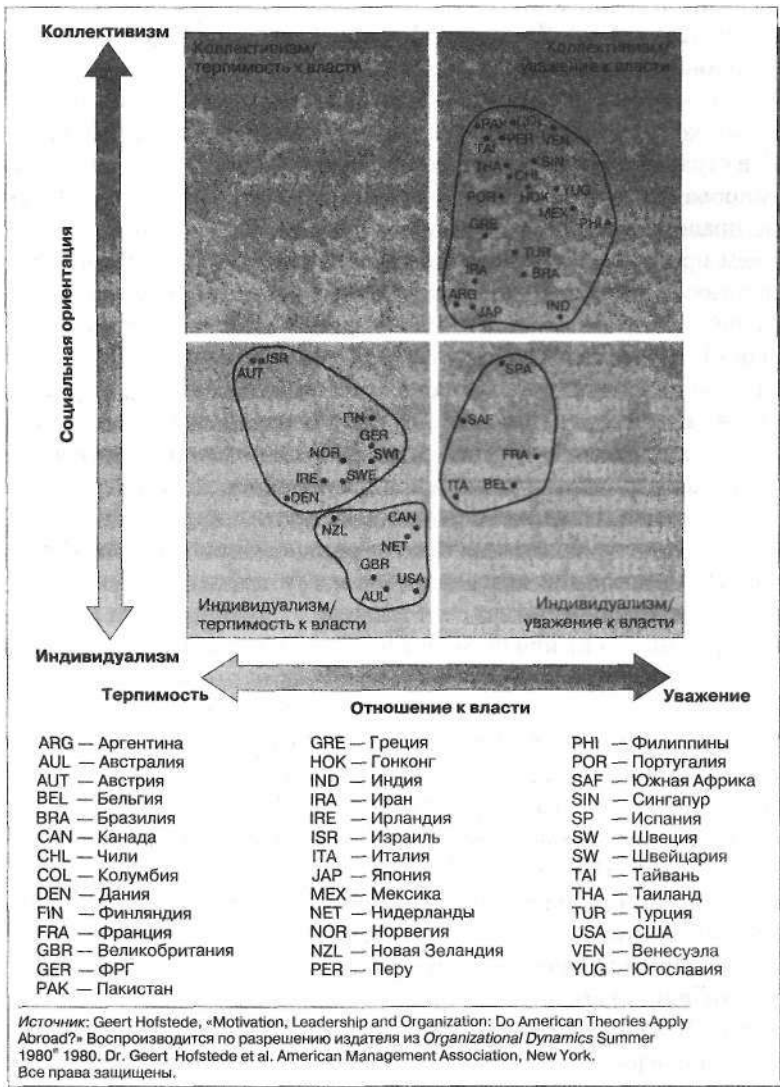 Коллективизм
Коллективизм/
терпимость к власти
Коллективизм/
уважение к власти
PAK COL
TAI PER VEN
THA SIN
CHL
POR HOK YUG
MEX PHI
GRE
TUR
IRA BRA
ARG JAP IND
Социальная ориентация
ISR
AUT
FIN
GER
NOR SWI
IRE SWE
DEN
SPA
SAF
FRA
ITA BEL
NZL CAN
NET
GBR
AUL USA
Индивидуализм/
терпимость к власти
Индивидуализм/
уважение к власти
Индивидуализм
Терпимость
Отношение к власти
Уважение
ARG — Аргентина
AUL — Австралия
AUT — Австрия
BEL — Бельгия
BRA — Бразилия
CAN — Канада
CHL — Чили
COL — Колумбия
DEN — Дания
FIN — Финляндия
FRA — Франция
GBR — Великобритания
GER — ФРГ
PAK — Пакистан
GRE — Греция
HOK — Гонконг
IND — Индия
IRA — Иран
IRE — Ирландия
ISR — Израиль
ITA — Италия
JAP — Япония
MEX — Мексика
NET — Нидерланды
NOR — Норвегия
NZL — Новая Зеландия
PER — Перу
PHI — Филиппины
POR — Португалия
SAF — Южная Африка
SIN — Сингапур
SP — Испания
SW — Швеция
SW — Швейцария
TAI — Тайвань
THA — Таиланд
TUR — Турция
USA — США
VEN — Венесуэла
YUG — Югославия
Источник: Geert Hofstede, «Motivation, Leadership and Organization: Do American Theories Apply
Abroad?» Воспроизводится по разрешению издателя из Organizational Dynamics Summer
1980® 1980. Dr. Geert Hofstede et al. American Management Association, New York.
Все права защищены.